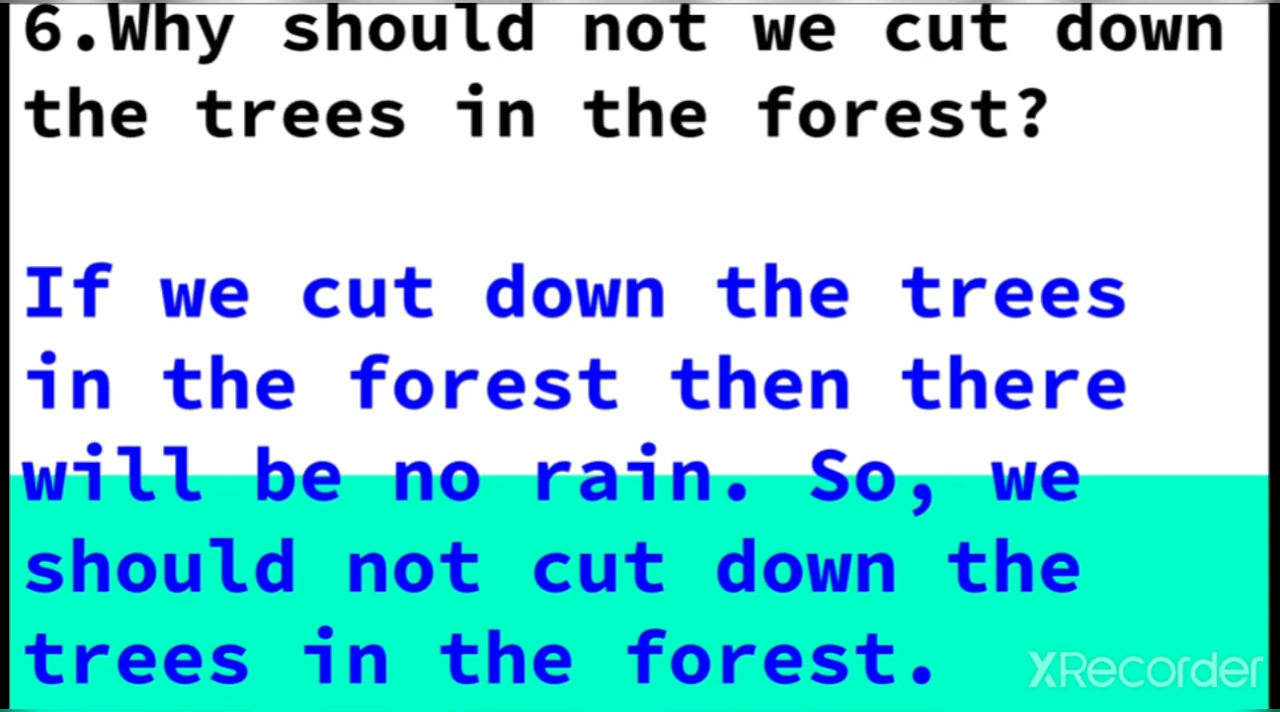 6.Why should not we cut down
the trees in the forest?
If we cut down the trees
in the forest then there
will be no rain. So, we
should not cut down the
trees in the forest.
XRecorder